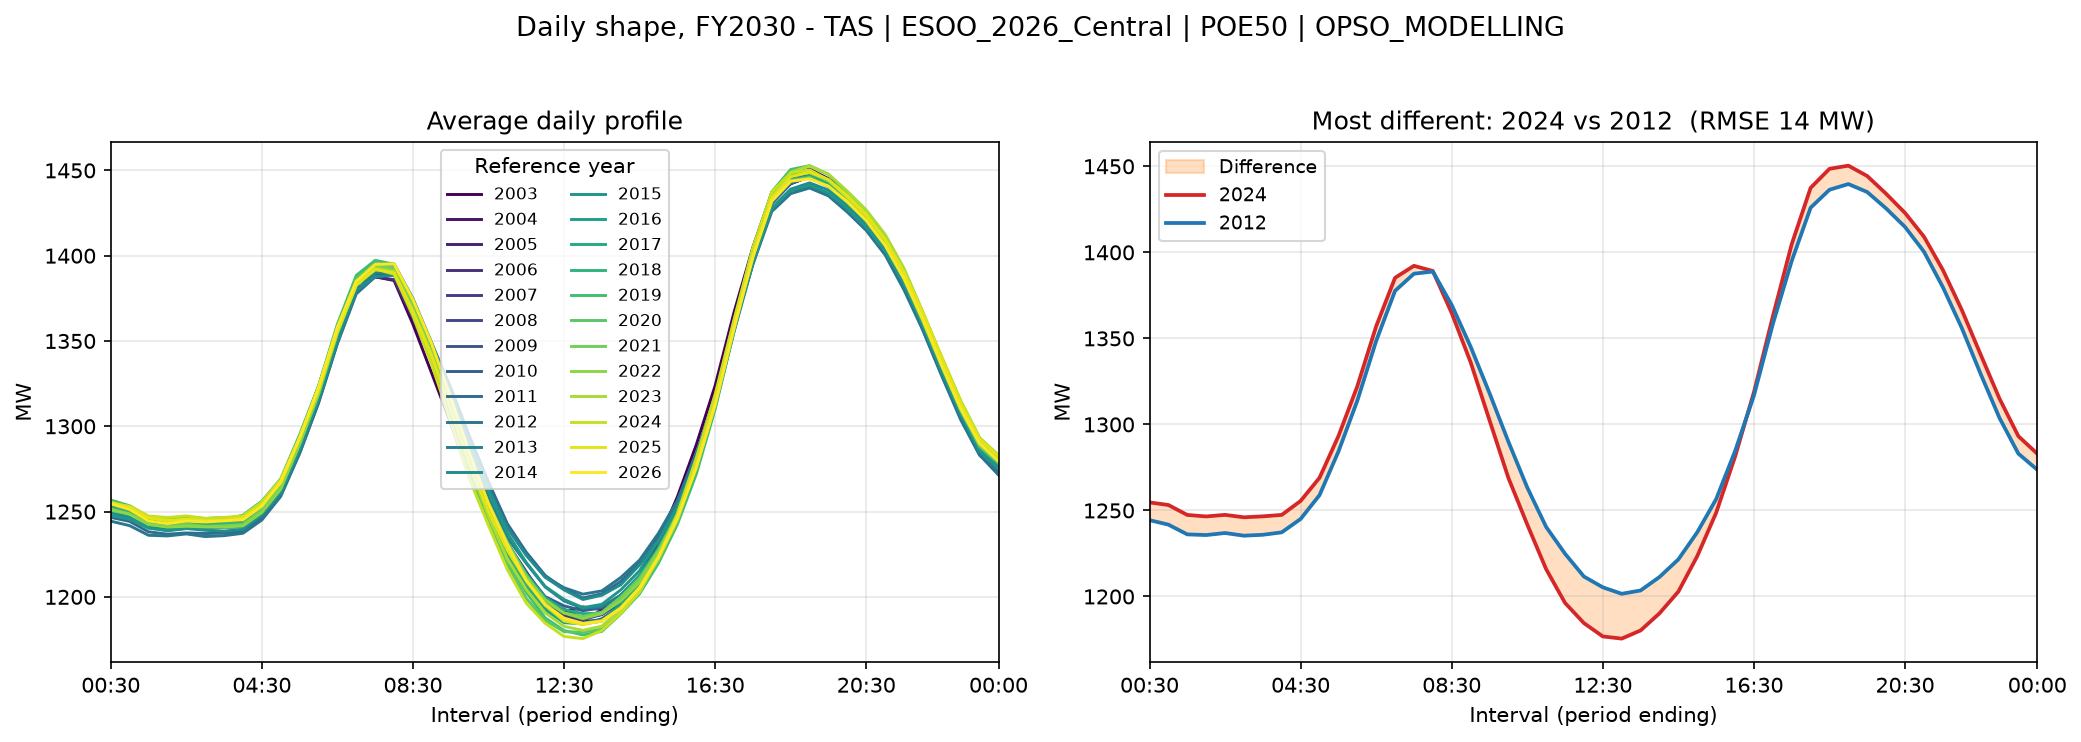 Daily shape, FY2030 - TAS | ESOO_2026_Central | POE50 | OPSO_MODELLING
Average daily profile
MW
1450
1400
1350
1300
1250
1200
Reference year
2003 2015
2004 2016
2005 2017
2006 2018
2007 2019
2008 2020
2009 2021
2010 2022
2011 2023
2012 2024
2013 2025
2014 2026
00:30 04:30 08:30 12:30 16:30 20:30 00:00
Interval (period ending)
Most different: 2024 vs 2012 (RMSE 14 MW)
MW
1450
1400
1350
1300
1250
1200
Difference
2024
2012
00:30 04:30 08:30 12:30 16:30 20:30 00:00
Interval (period ending)